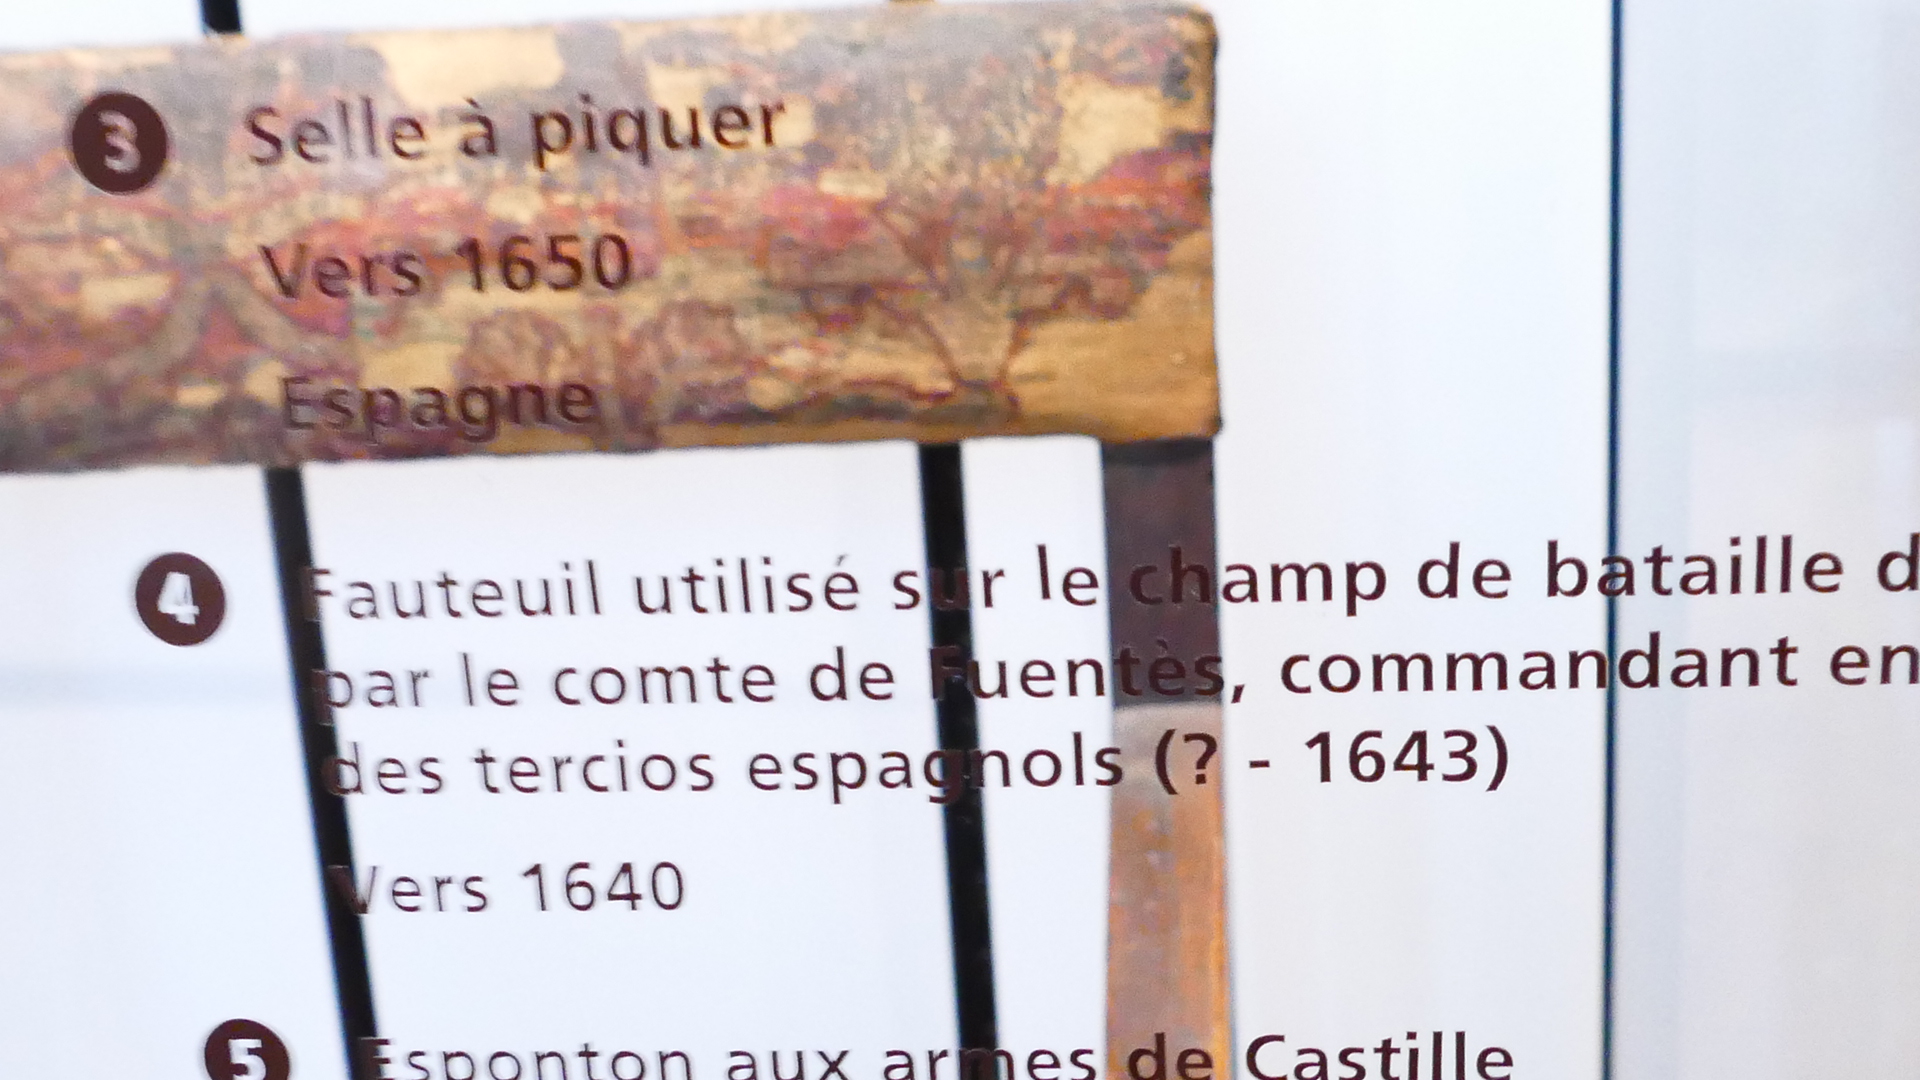 3 Selle à piquer
Vers 1650
Espagne
4 Fauteuil utilisé sur le champ de bataille
par le comte de Fuentès, commandant en
des tercios espagnols (? - 1643)
Vers 1640
5 Esponton aux armes de Castille